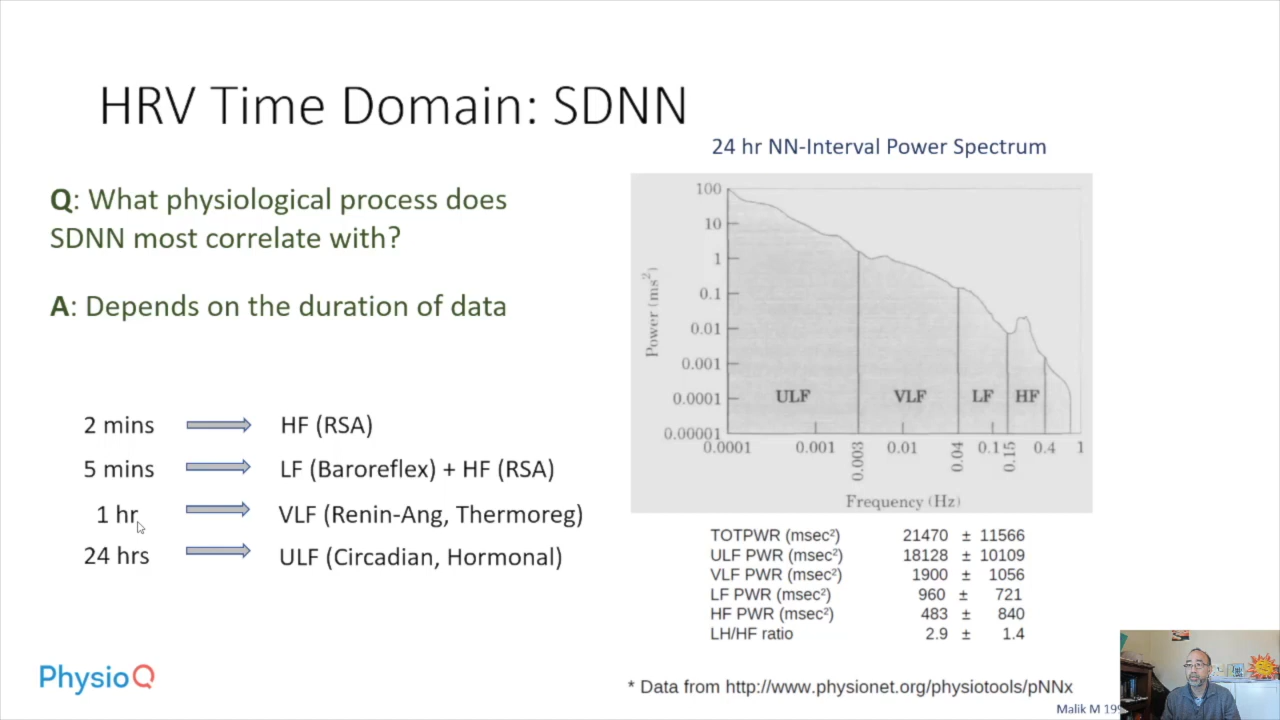 HRV Time Domain: SDNN
24 hr NN-Interval Power Spectrum
Q: What physiological process does
SDNN most correlate with?
A: Depends on the duration of data
2 mins HF (RSA)
5 mins LF (Baroreflex) + HF (RSA)
1 hr VLF (Renin-Ang, Thermoreg)
24 hrs ULF (Circadian, Hormonal)
Power (ms²)
100
10
1
0.1
0.01
0.001
0.0001
0.00001
ULF VLF LF HF
0.0001 0.001 0.003 0.01 0.04 0.1 0.15 0.4 1
Frequency (Hz)
TOTPWR (msec²) 21470 ± 11566
ULF PWR (msec²) 18128 ± 10109
VLF PWR (msec²) 1900 ± 1056
LF PWR (msec²) 960 ± 721
HF PWR (msec²) 483 ± 840
LH/HF ratio 2.9 ± 1.4
PhysioQ
* Data from http://www.physionet.org/physiotools/pNNx
Malik M